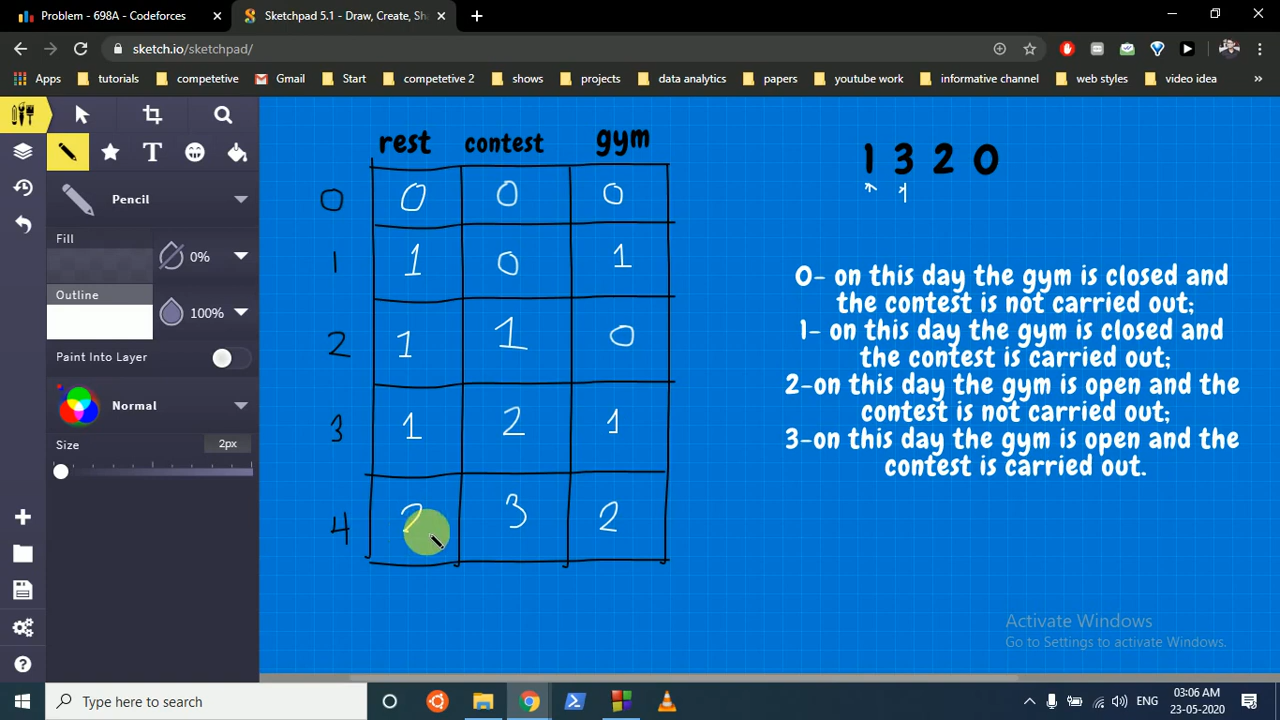 Problem - 698A - Codeforces
Sketchpad 5.1 - Draw, Create, Sha
sketch.io/sketchpad/
Apps tutorials competetive Gmail Start competetive 2 shows projects data analytics papers youtube work informative channel web styles video idea »
Pencil
Fill
0%
Outline
100%
Paint Into Layer
Normal
Size 2px
rest contest gym
0 0 0 0
1 1 0 1
2 1 1 0
3 1 2 1
4 2 3 2
1 3 2 0
0- on this day the gym is closed and
the contest is not carried out;
1- on this day the gym is closed and
the contest is carried out;
2-on this day the gym is open and the
contest is not carried out;
3-on this day the gym is open and the
contest is carried out.
Activate Windows
Go to Settings to activate Windows.
Type here to search
ENG
03:06 AM
23-05-2020